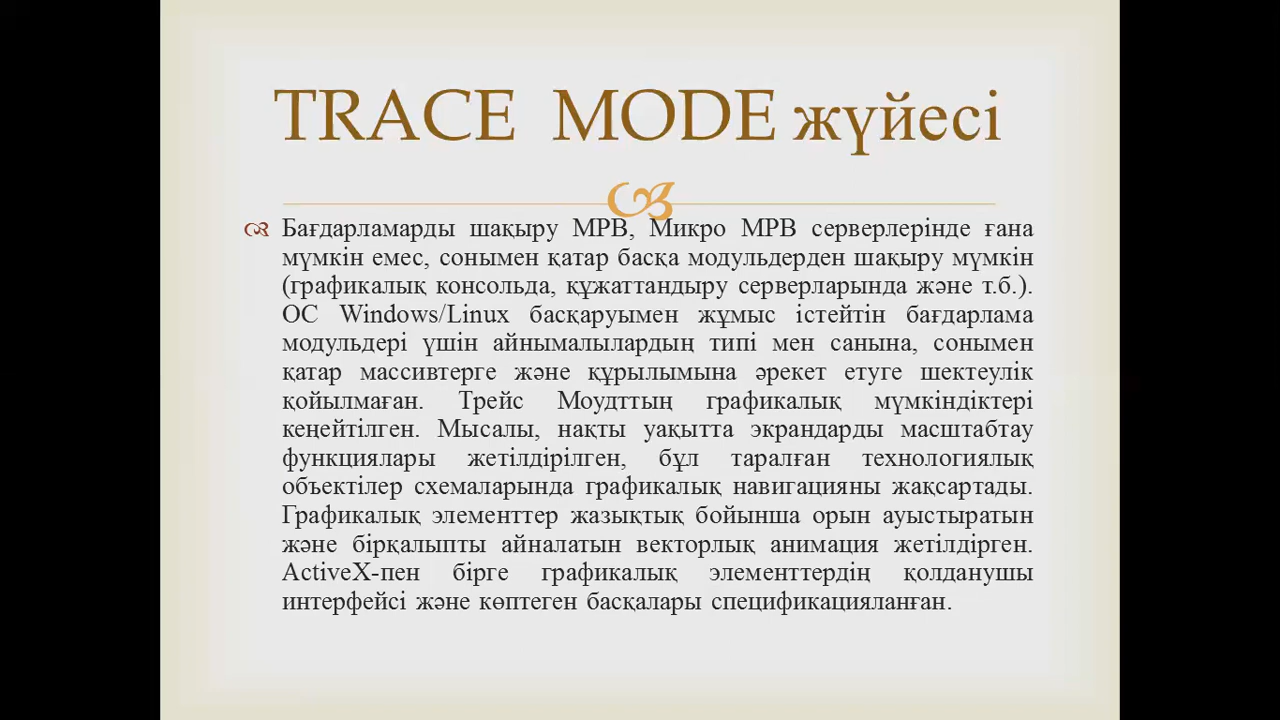 TRACE MODE жүйесі
Бағдарламарды шақыру МРВ, Микро МРВ серверлерінде ғана
мүмкін емес, сонымен қатар басқа модульдерден шақыру мүмкін
(графикалық консольда, құжаттандыру серверларында және т.б.).
ОС Windows/Linux басқаруымен жұмыс істейтін бағдарлама
модульдері үшін айнымалылардың типі мен санына, сонымен
қатар массивтерге және құрылымына әрекет етуге шектеулік
қойылмаған. Трейс Моудттың графикалық мүмкіндіктері
кеңейтілген. Мысалы, нақты уақытта экрандарды масштабтау
функциялары жетілдірілген, бұл таралған технологиялық
объектілер схемаларында графикалық навигацияны жақсартады.
Графикалық элементтер жазықтық бойынша орын ауыстыратын
және бірқалыпты айналатын векторлық анимация жетілдірген.
ActiveX-пен бірге графикалық элементтердің қолданушы
интерфейсі және көптеген басқалары спецификацияланған.